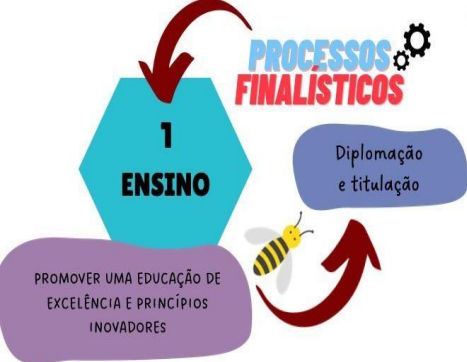 PROCESSOS
FINALÍSTICOS
1
ENSINO
Diplomação
e titulação
PROMOVER UMA EDUCAÇÃO DE
EXCELÊNCIA E PRINCÍPIOS
INOVADORES